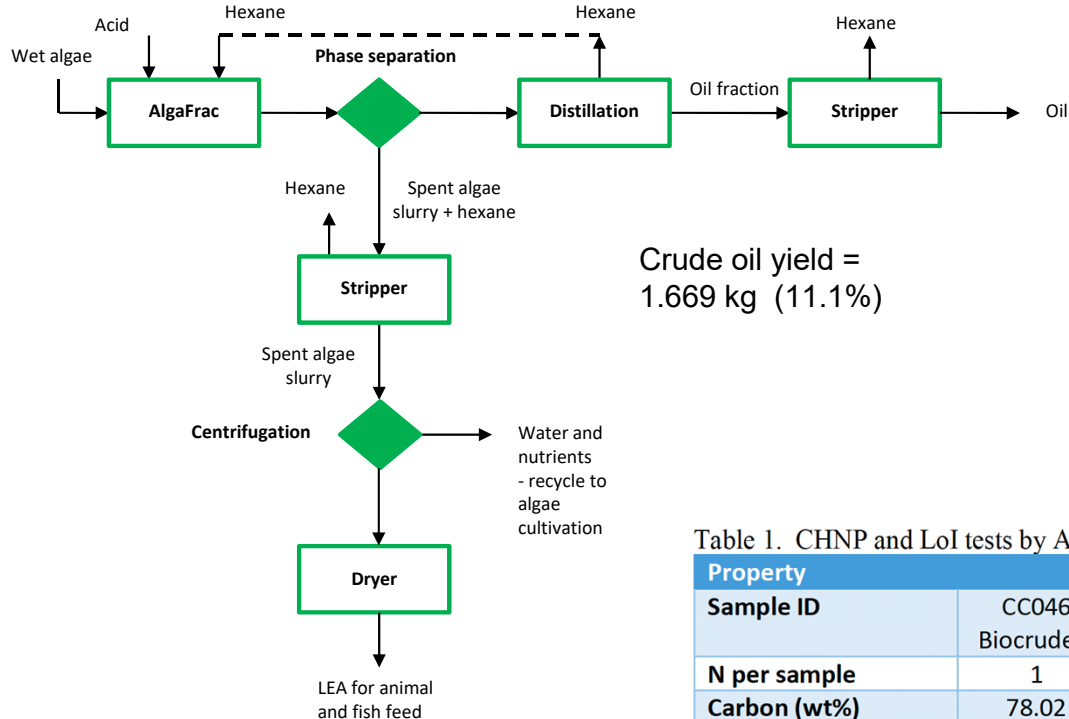 Acid
Hexane
Hexane
Hexane
Wet algae
Phase separation
AlgaFrac
Distillation
Oil fraction
Stripper
Oil
Hexane
Spent algae
slurry + hexane
Stripper
Crude oil yield =
1.669 kg (11.1%)
Spent algae
slurry
Centrifugation
Water and
nutrients
- recycle to
algae
cultivation
Dryer
LEA for animal
and fish feed
Table 1. CHNP and LoI tests by A
Property
Sample ID CC046
Biocrude
N per sample 1
Carbon (wt%) 78.02